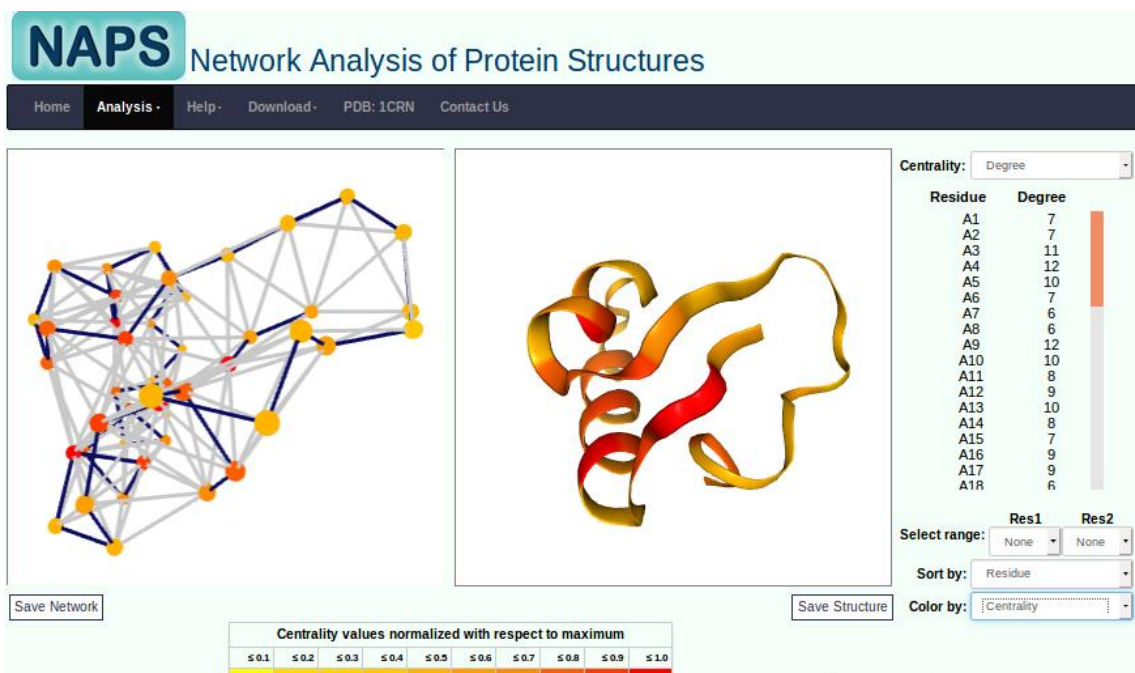 NAPS Network Analysis of Protein Structures
Home Analysis Help Download PDB: 1CRN Contact Us
Centrality: Degree
Residue Degree
A1 7
A2 7
A3 11
A4 12
A5 10
A6 7
A7 6
A8 6
A9 12
A10 10
A11 8
A12 9
A13 10
A14 8
A15 7
A16 9
A17 9
A18 6
Res1 Res2
Select range: None None
Sort by: Residue
Save Network Save Structure Color by: Centrality
Centrality values normalized with respect to maximum
≤ 0.1 ≤ 0.2 ≤ 0.3 ≤ 0.4 ≤ 0.5 ≤ 0.6 ≤ 0.7 ≤ 0.8 ≤ 0.9 ≤ 1.0